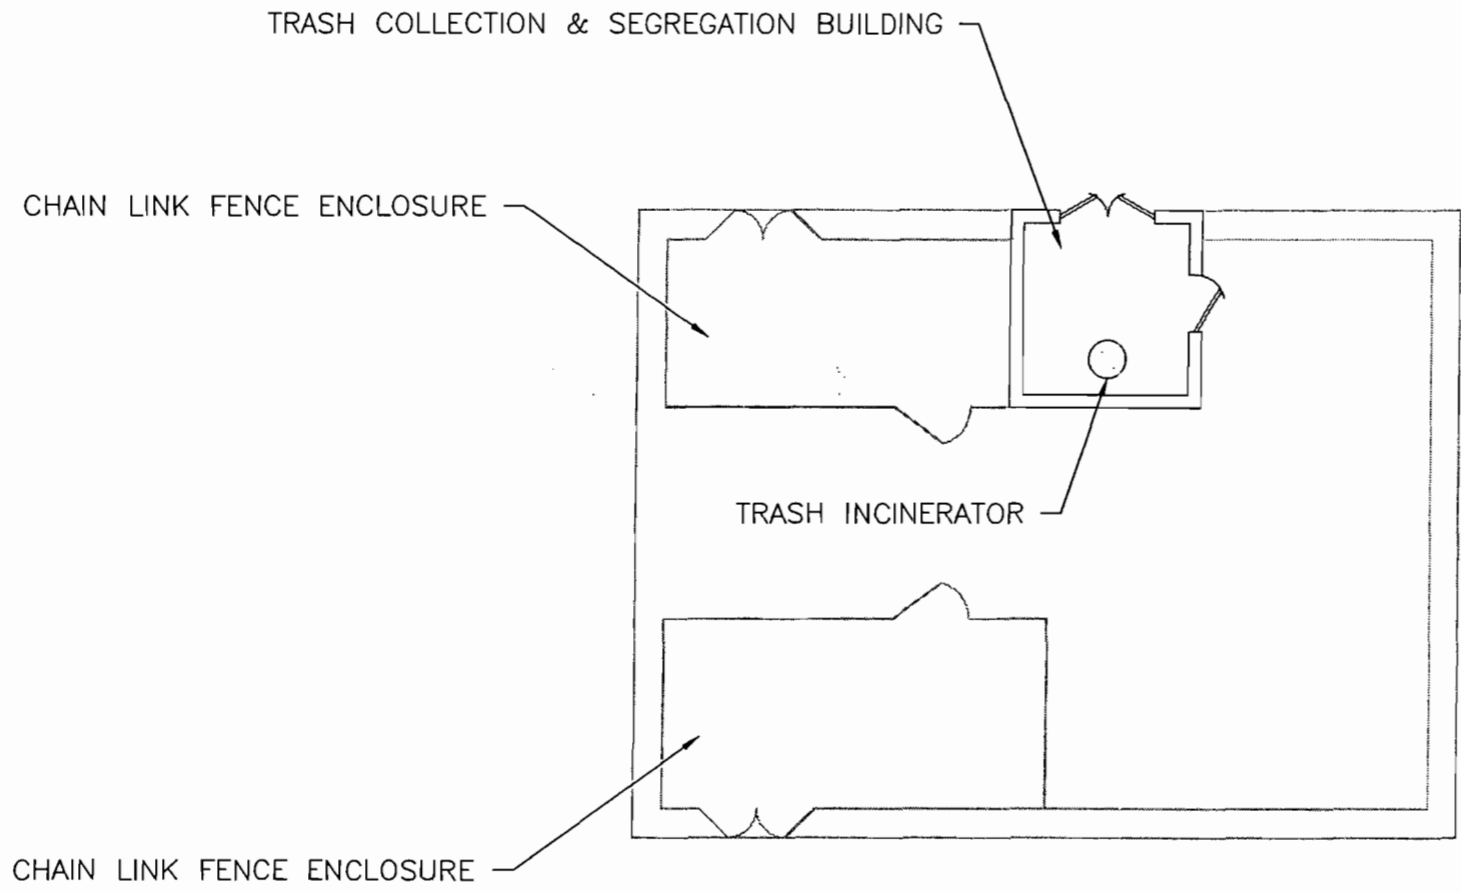 TRASH COLLECTION & SEGREGATION BUILDING
CHAIN LINK FENCE ENCLOSURE
TRASH INCINERATOR
CHAIN LINK FENCE ENCLOSURE